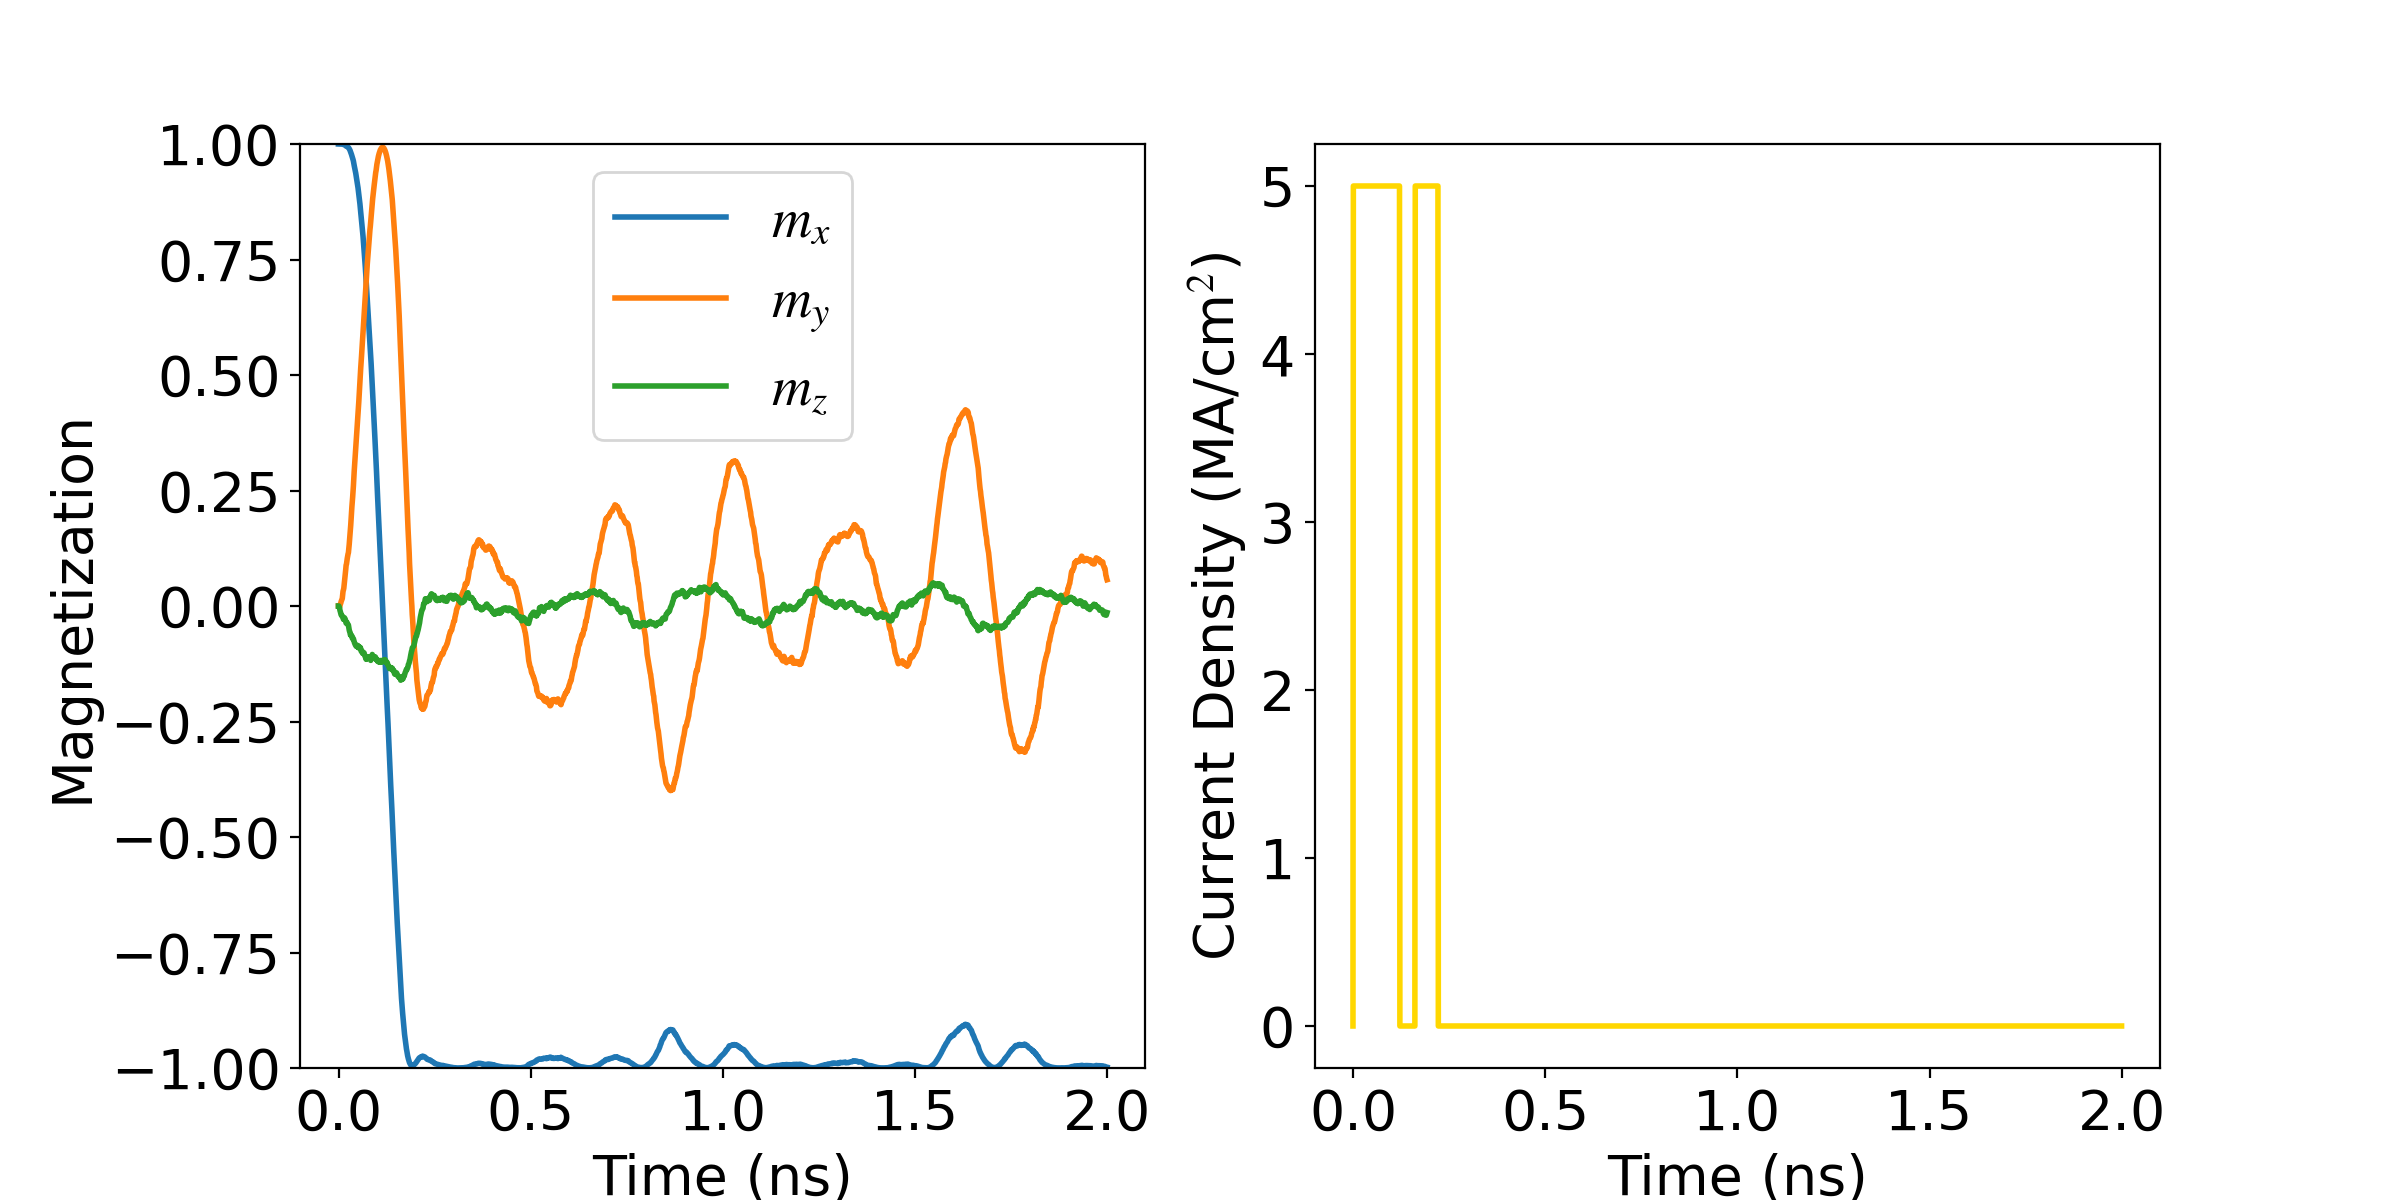 Magnetization
1.00
0.75
0.50
0.25
0.00
−0.25
−0.50
−0.75
−1.00
m_x
m_y
m_z
0.0 0.5 1.0 1.5 2.0
Time (ns)
Current Density (MA/cm²)
5
4
3
2
1
0
0.0 0.5 1.0 1.5 2.0
Time (ns)